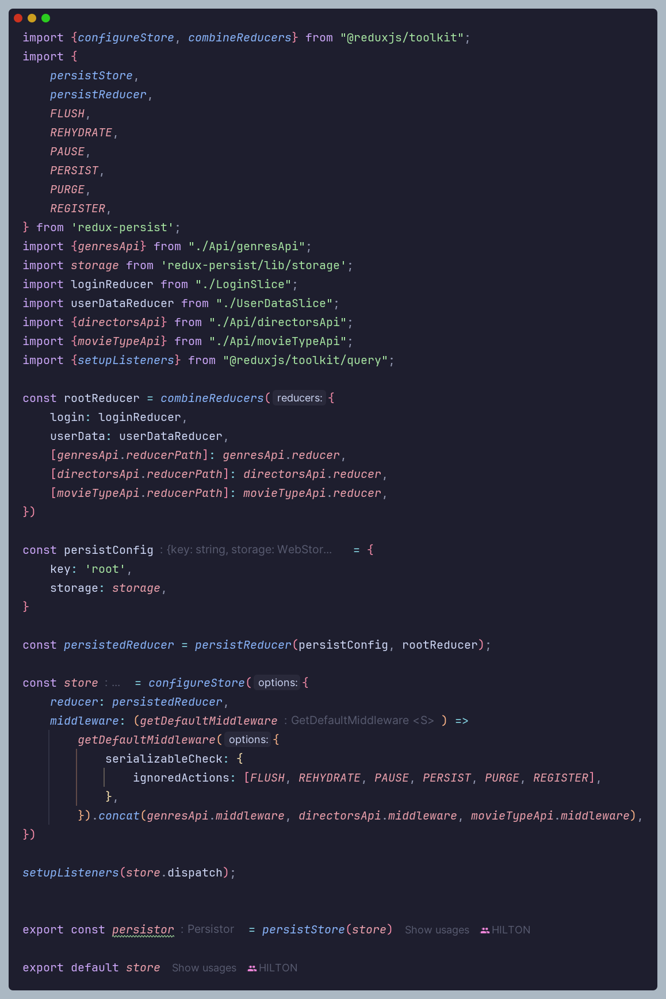 import {configureStore, combineReducers} from "@reduxjs/toolkit";
import {
    persistStore,
    persistReducer,
    FLUSH,
    REHYDRATE,
    PAUSE,
    PERSIST,
    PURGE,
    REGISTER,
} from 'redux-persist';
import {genresApi} from "./Api/genresApi";
import storage from 'redux-persist/lib/storage';
import loginReducer from "./LoginSlice";
import userDataReducer from "./UserDataSlice";
import {directorsApi} from "./Api/directorsApi";
import {movieTypeApi} from "./Api/movieTypeApi";
import {setupListeners} from "@reduxjs/toolkit/query";

const rootReducer = combineReducers( reducers: {
    login: loginReducer,
    userData: userDataReducer,
    [genresApi.reducerPath]: genresApi.reducer,
    [directorsApi.reducerPath]: directorsApi.reducer,
    [movieTypeApi.reducerPath]: movieTypeApi.reducer,
})

const persistConfig : {key: string, storage: WebStor... = {
    key: 'root',
    storage: storage,
}

const persistedReducer = persistReducer(persistConfig, rootReducer);

const store : ... = configureStore( options: {
    reducer: persistedReducer,
    middleware: (getDefaultMiddleware : GetDefaultMiddleware <S> ) =>
        getDefaultMiddleware( options: {
            serializableCheck: {
                ignoredActions: [FLUSH, REHYDRATE, PAUSE, PERSIST, PURGE, REGISTER],
            },
        }).concat(genresApi.middleware, directorsApi.middleware, movieTypeApi.middleware),
})

setupListeners(store.dispatch);


export const persistor : Persistor = persistStore(store) Show usages HILTON

export default store Show usages HILTON